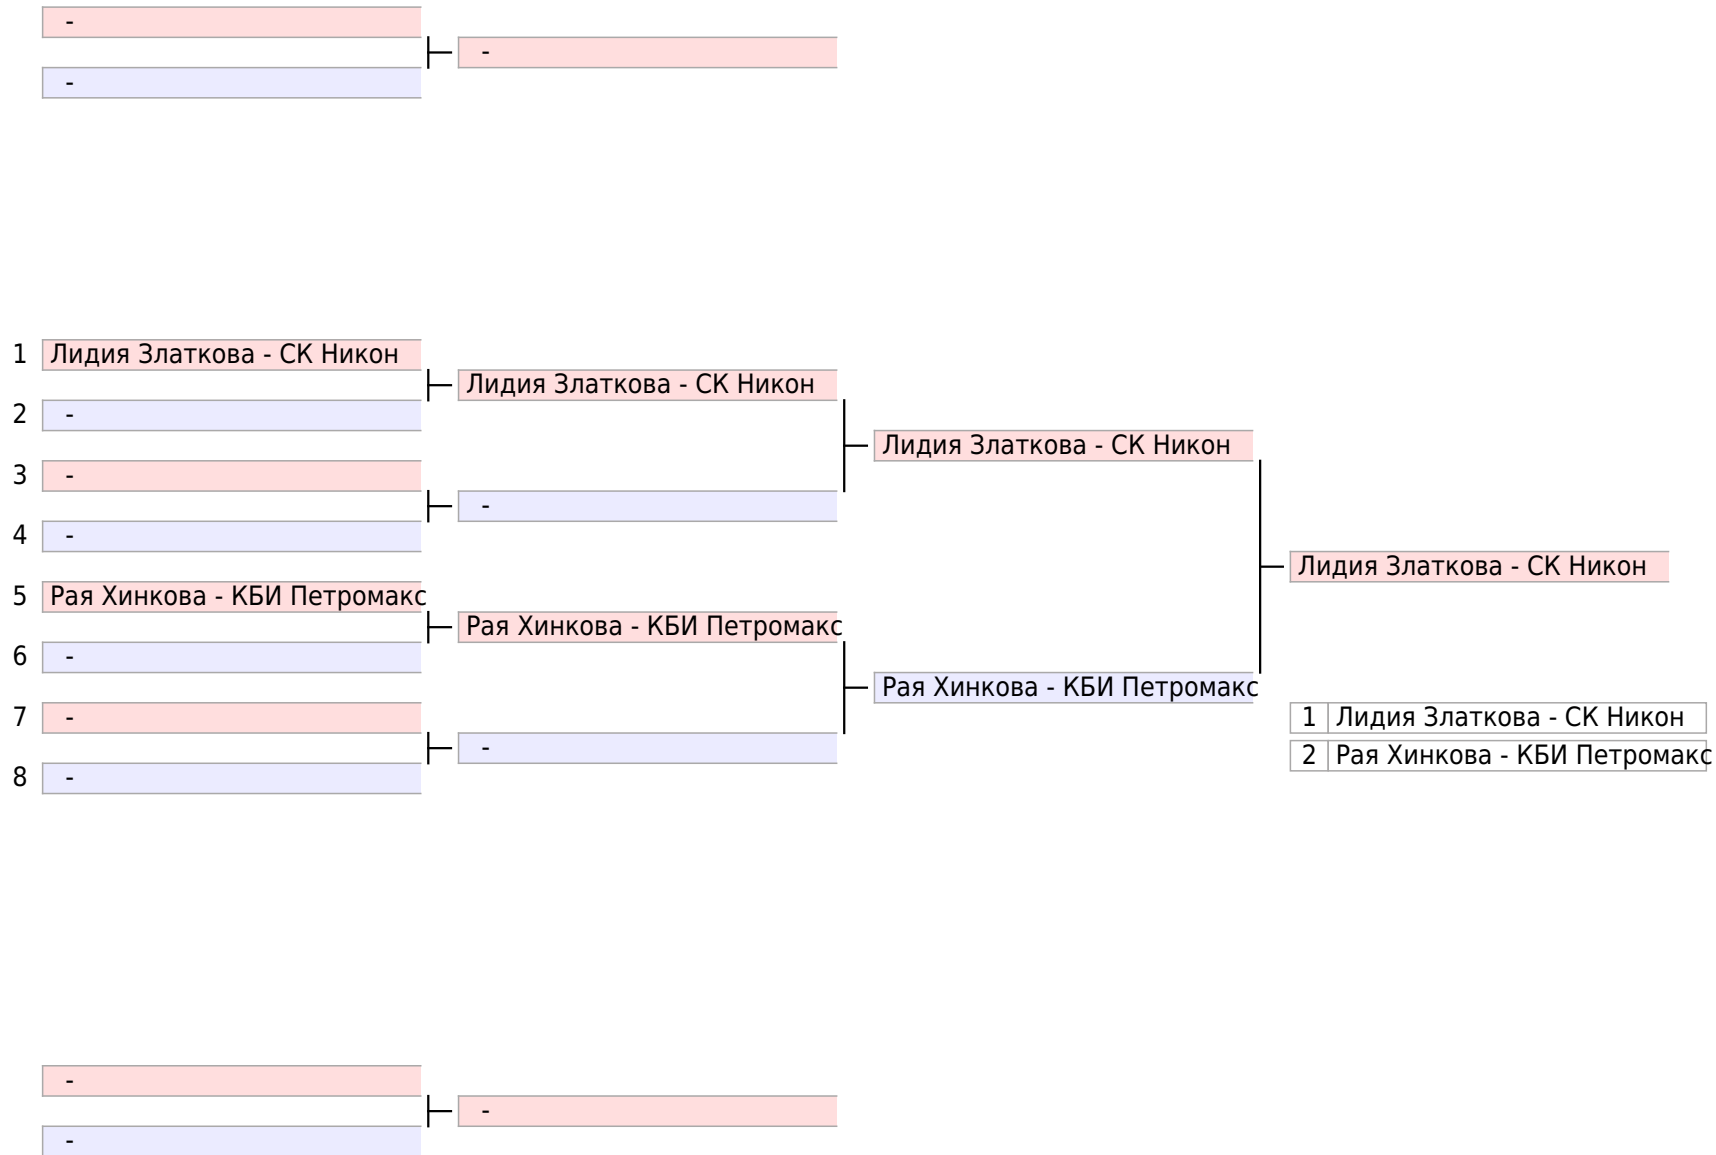 -
-
-
1 Лидия Златкова - СК Никон
Лидия Златкова - СК Никон
2 -
Лидия Златкова - СК Никон
3 -
-
4 -
Лидия Златкова - СК Никон
5 Рая Хинкова - КБИ Петромакс
Рая Хинкова - КБИ Петромакс
6 -
Рая Хинкова - КБИ Петромакс
7 -
1 Лидия Златкова - СК Никон
-
2 Рая Хинкова - КБИ Петромакс
8 -
-
-
-